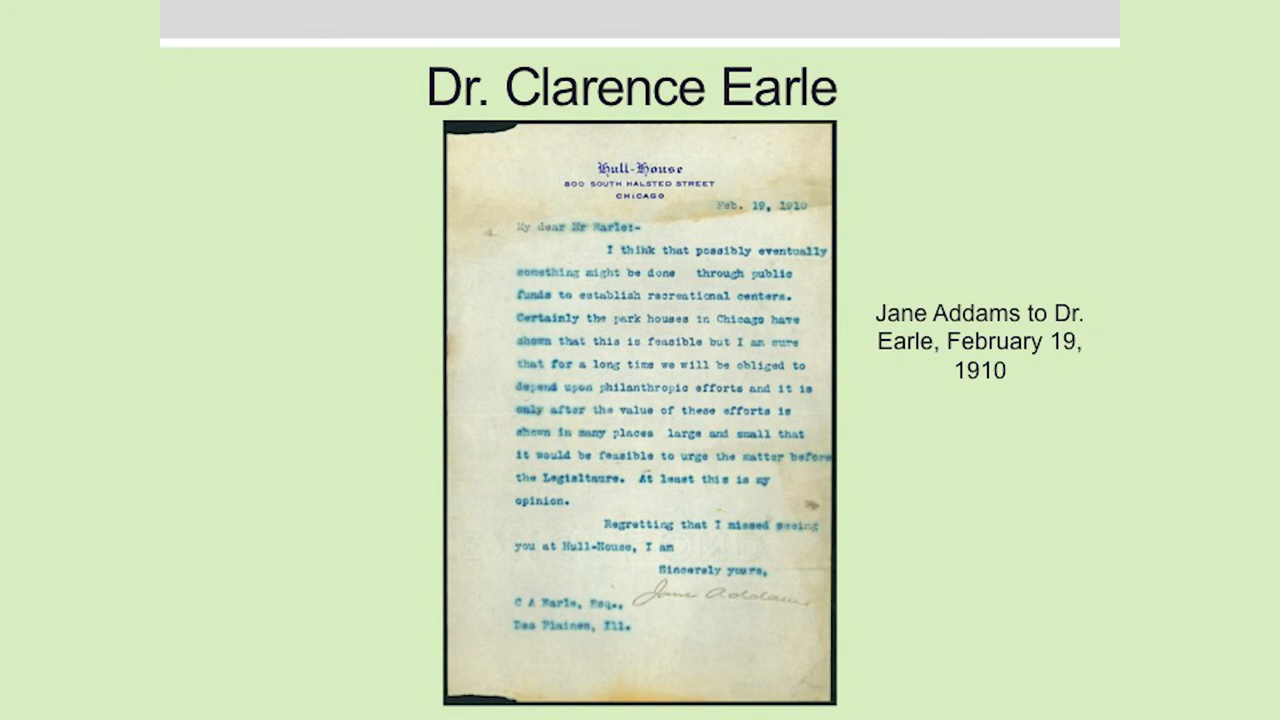 Dr. Clarence Earle
Hull-House
800 SOUTH HALSTED STREET
CHICAGO
Feb. 19, 1910
My dear Mr Earle:-
I think that possibly eventually
something might be done through public
funds to establish recreational centers.
Certainly the park houses in Chicago have
shown that this is feasible but I am sure
that for a long time we will be obliged to
depend upon philanthropic efforts and it is
only after the value of these efforts is
shown in many places large and small that
it would be feasible to urge the matter before
the Legisltaure. At least this is my
opinion.
Regretting that I missed seeing
you at Hull-House, I am
Sincerely yours,
Jane Addams
C A Earle, Esq.,
Des Plaines, Ill.
Jane Addams to Dr.
Earle, February 19,
1910